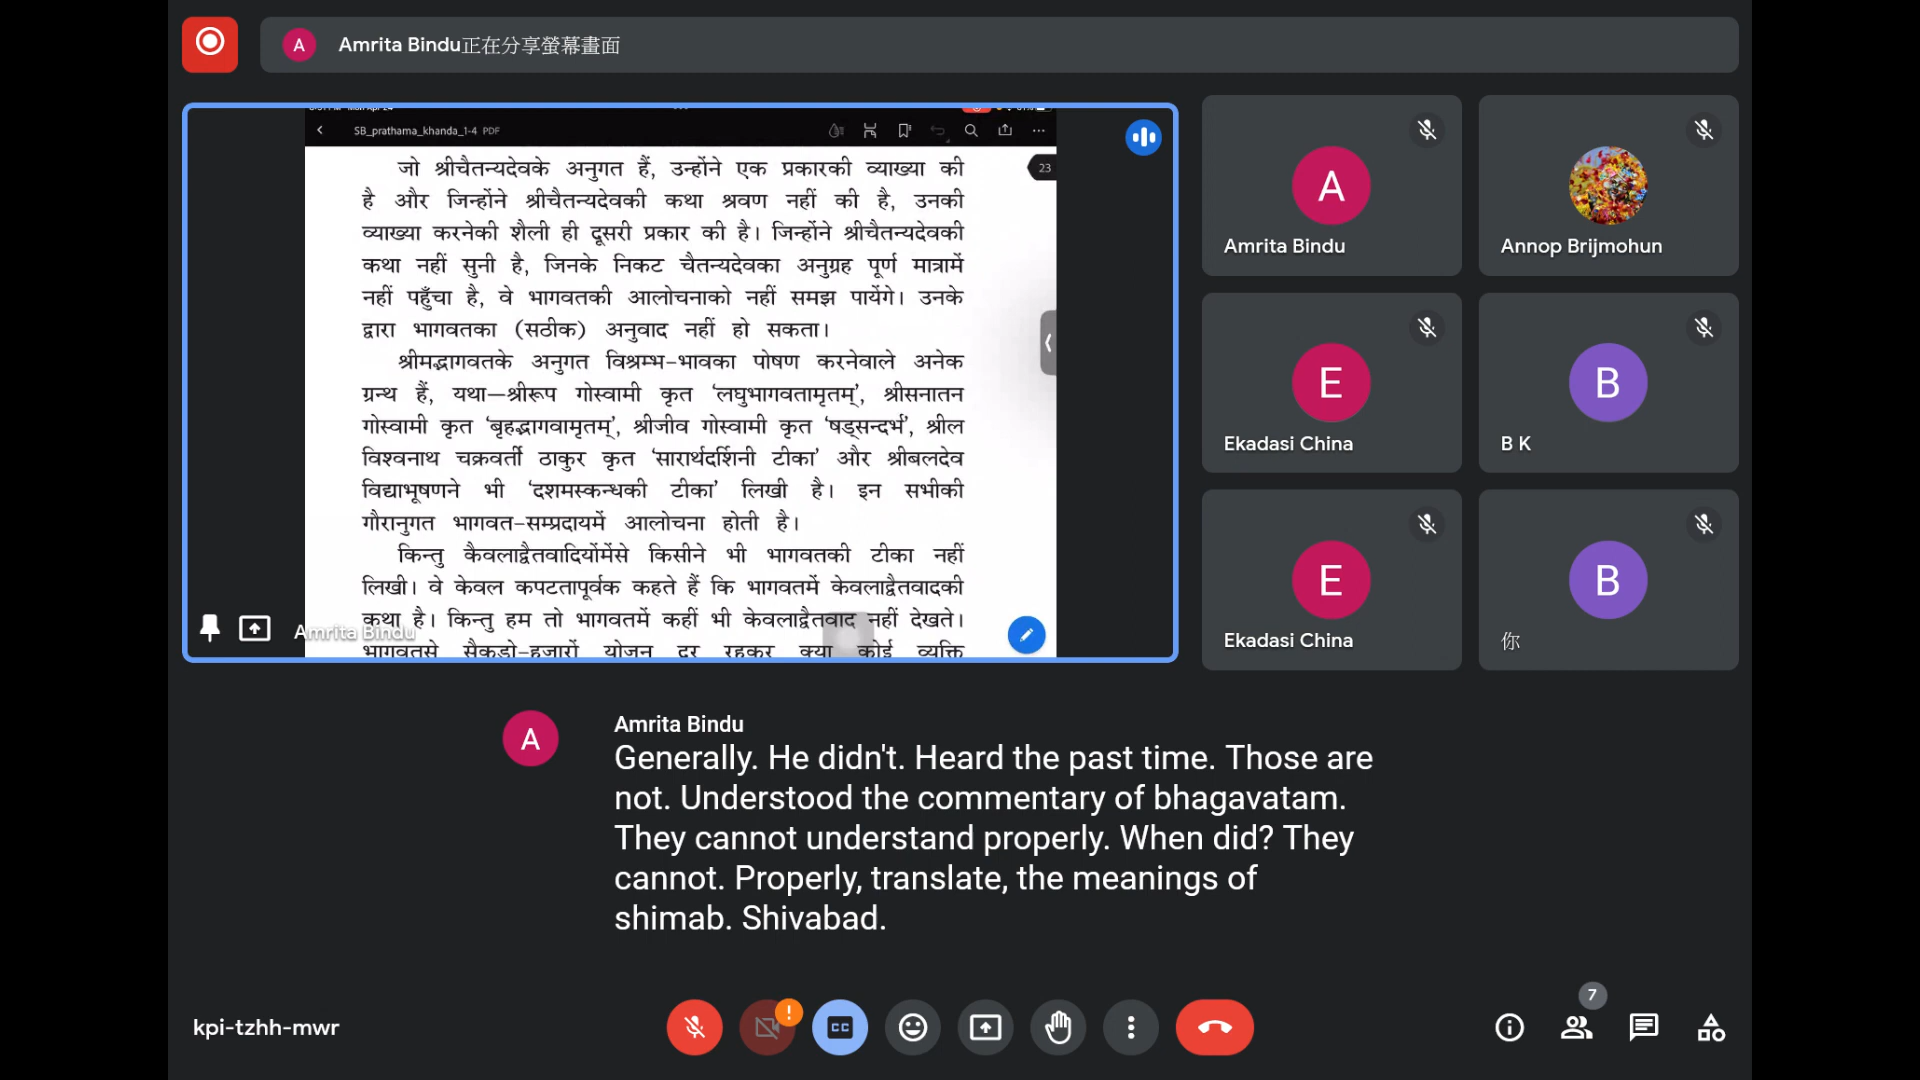 A
Amrita Bindu正在分享螢幕畫面
SB_prathama_khanda_1-4 PDF
23
जो श्रीचैतन्यदेवके अनुगत हैं, उन्होंने एक प्रकारकी व्याख्या की
है और जिन्होंने श्रीचैतन्यदेवकी कथा श्रवण नहीं की है, उनकी
व्याख्या करनेकी शैली ही दूसरी प्रकार की है। जिन्होंने श्रीचैतन्यदेवकी
कथा नहीं सुनी है, जिनके निकट चैतन्यदेवका अनुग्रह पूर्ण मात्रामें
नहीं पहुँचा है, वे भागवतकी आलोचनाको नहीं समझ पायेंगे। उनके
द्वारा भागवतका (सठीक) अनुवाद नहीं हो सकता।
श्रीमद्भागवतके अनुगत विश्रम्भ-भावका पोषण करनेवाले अनेक
ग्रन्थ हैं, यथा—श्रीरूप गोस्वामी कृत ‘लघुभागवतामृतम्’, श्रीसनातन
गोस्वामी कृत ‘बृहद्भागवामृतम्’, श्रीजीव गोस्वामी कृत ‘षड्सन्दर्भ’, श्रील
विश्वनाथ चक्रवर्ती ठाकुर कृत ‘सारार्थदर्शिनी टीका’ और श्रीबलदेव
विद्याभूषणने भी ‘दशमस्कन्धकी टीका’ लिखी है। इन सभीकी
गौरानुगत भागवत-सम्प्रदायमें आलोचना होती है।
किन्तु कैवलाद्वैतवादियोंमेंसे किसीने भी भागवतकी टीका नहीं
लिखी। वे केवल कपटतापूर्वक कहते हैं कि भागवतमें केवलाद्वैतवादकी
कथा है। किन्तु हम तो भागवतमें कहीं भी केवलाद्वैतवाद नहीं देखते।
भागवतसे सैकड़ो-हजारों योजन दूर रहकर क्या कोई व्यक्ति
Amrita Bindu
A
Amrita Bindu
Annop Brijmohun
E
Ekadasi China
B
B K
E
Ekadasi China
B
你
A
Amrita Bindu
Generally. He didn't. Heard the past time. Those are
not. Understood the commentary of bhagavatam.
They cannot understand properly. When did? They
cannot. Properly, translate, the meanings of
shimab. Shivabad.
kpi-tzhh-mwr
!
CC
7